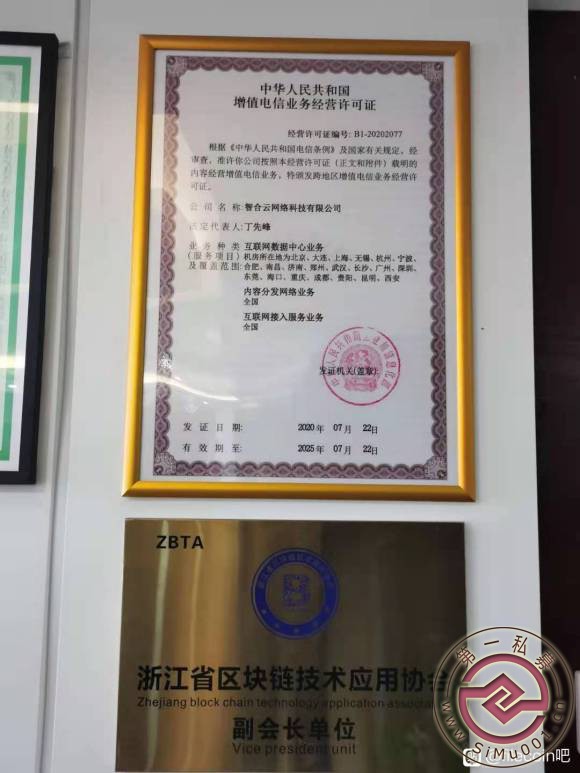 中华人民共和国
增值电信业务经营许可证
经营许可证编号: B1-20202077
根据《中华人民共和国电信条例》及国家有关规定，经
审查，准许你公司按照本经营许可证（正文和附件）载明的
内容经营增值电信业务，特颁发跨地区增值电信业务经营许
可证。
公司名称: 智合云网络科技有限公司
法定代表人: 丁先峰
业务种类 互联网数据中心业务
(服务项目) 机房所在地为北京、大连、上海、无锡、杭州、宁波、
及覆盖范围: 合肥、南昌、济南、郑州、武汉、长沙、广州、深圳、
东莞、海口、重庆、成都、贵阳、昆明、西安
内容分发网络业务
全国
互联网接入服务业务
全国
发证机关(盖章)
发证日期: 2020年 07月 22日
有效期至: 2025年 07月 22日
ZBTA
浙江省区块链技术应用协会
Zhejiang block chain technology application
副会长单位
Vice president unit
第一私募
SiMu001